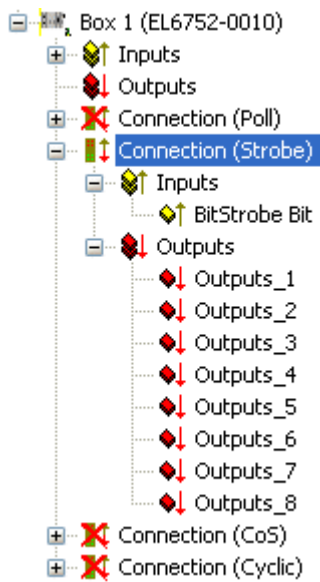 Box 1 (EL6752-0010)
Inputs
Outputs
Connection (Poll)
Connection (Strobe)
Inputs
BitStrobe Bit
Outputs
Outputs_1
Outputs_2
Outputs_3
Outputs_4
Outputs_5
Outputs_6
Outputs_7
Outputs_8
Connection (CoS)
Connection (Cyclic)